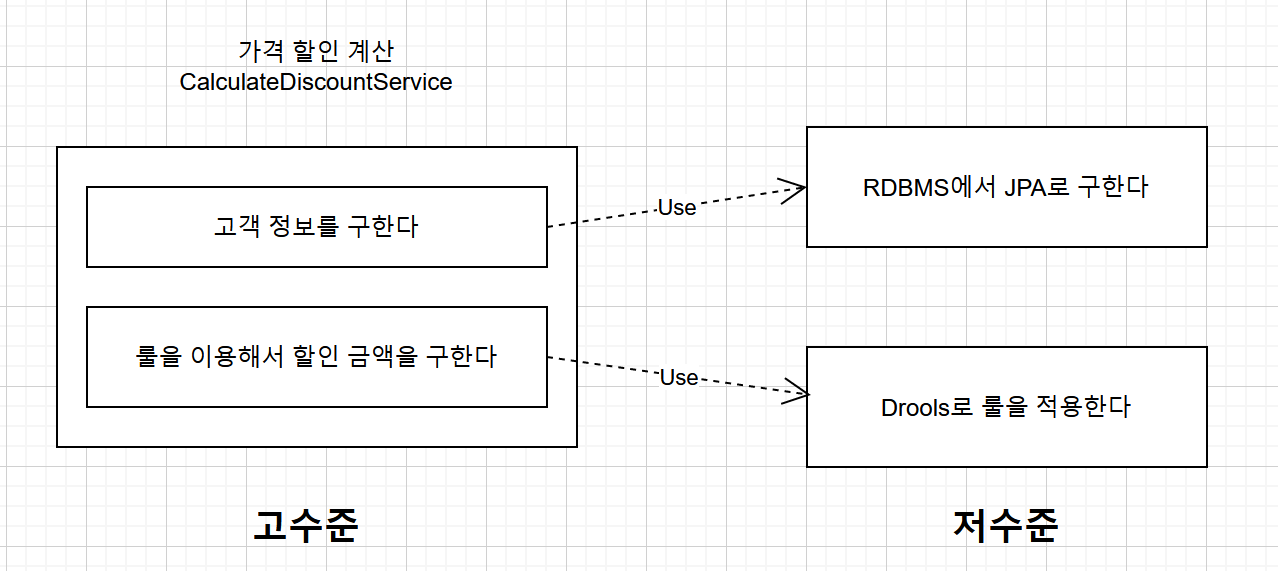 가격 할인 계산
CalculateDiscountService
고객 정보를 구한다
Use
RDBMS에서 JPA로 구한다
룰을 이용해서 할인 금액을 구한다
Use
Drools로 룰을 적용한다
고수준
저수준